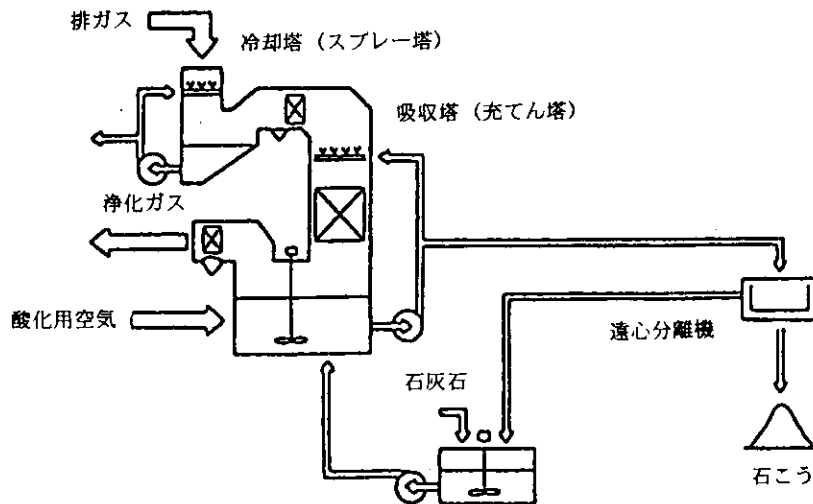 排ガス
冷却塔（スプレー塔）
吸収塔（充てん塔）
浄化ガス
酸化用空気
遠心分離機
石灰石
石こう